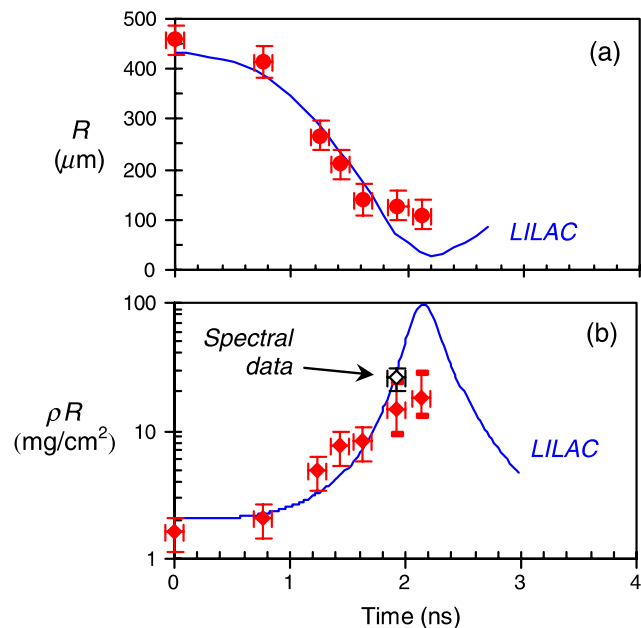 500
(a)
400
R
(μm)
300
200
100
LILAC
0
100
(b)
Spectral
data
ρR
(mg/cm²)
10
LILAC
1
0 1 2 3 4
Time (ns)